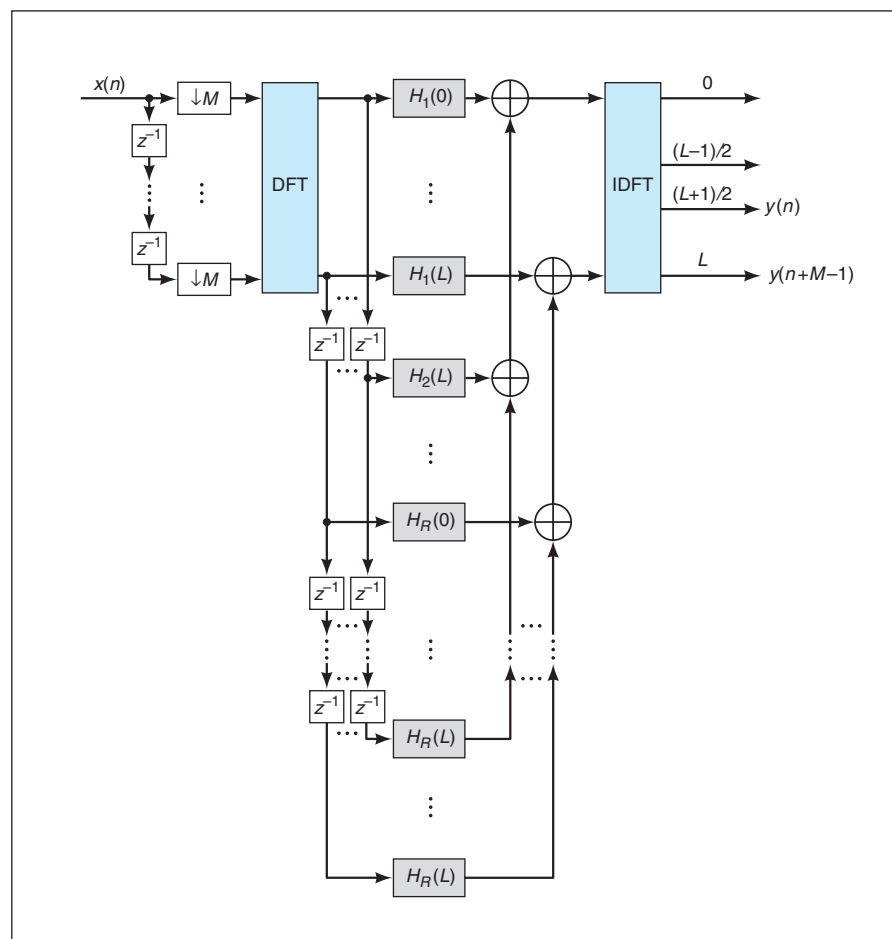 x(n)
↓M
DFT
H₁(0)
IDFT
0
z⁻¹
(L–1)/2
(L+1)/2
y(n)
z⁻¹
↓M
H₁(L)
L
y(n+M–1)
z⁻¹
z⁻¹
H₂(L)
H_R(0)
z⁻¹
z⁻¹
z⁻¹
z⁻¹
H_R(L)
H_R(L)